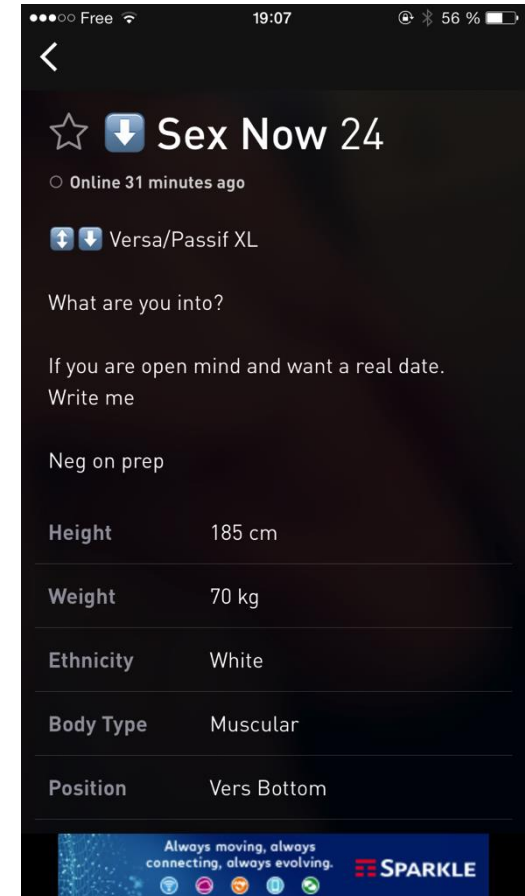 Free 19:07 56 %
Sex Now 24
Online 31 minutes ago
Versa/Passif XL
What are you into?
If you are open mind and want a real date.
Write me
Neg on prep
Height 185 cm
Weight 70 kg
Ethnicity White
Body Type Muscular
Position Vers Bottom
Always moving, always
connecting, always evolving.
SPARKLE